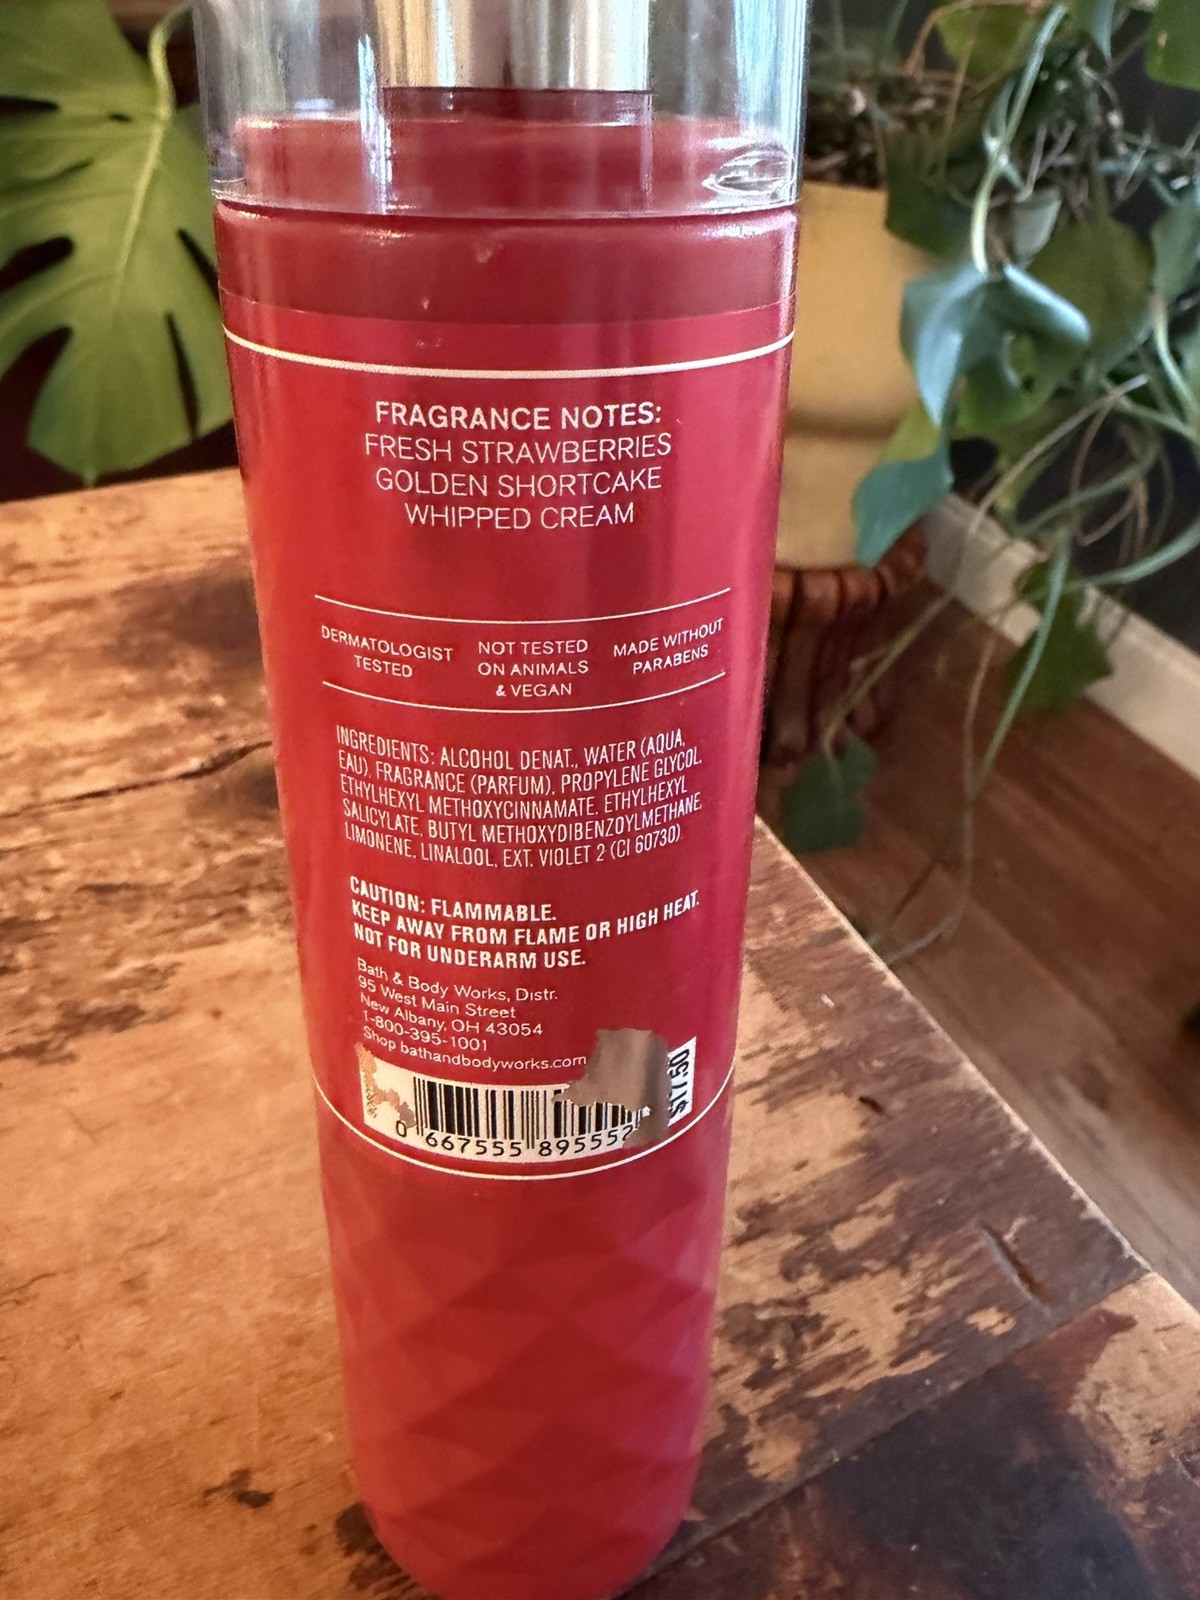 FRAGRANCE NOTES:
FRESH STRAWBERRIES
GOLDEN SHORTCAKE
WHIPPED CREAM
DERMATOLOGIST
TESTED
NOT TESTED
ON ANIMALS
& VEGAN
MADE WITHOUT
PARABENS
INGREDIENTS: ALCOHOL DENAT., WATER (AQUA,
EAU), FRAGRANCE (PARFUM), PROPYLENE GLYCOL,
ETHYLHEXYL METHOXYCINNAMATE, ETHYLHEXYL
SALICYLATE, BUTYL METHOXYDIBENZOYLMETHANE,
LIMONENE, LINALOOL, EXT. VIOLET 2 (CI 60730).
CAUTION: FLAMMABLE.
KEEP AWAY FROM FLAME OR HIGH HEAT.
NOT FOR UNDERARM USE.
Bath & Body Works, Distr.
95 West Main Street
New Albany, OH 43054
1-800-395-1001
Shop bathandbodyworks.com
$17.50
0 667555 895552